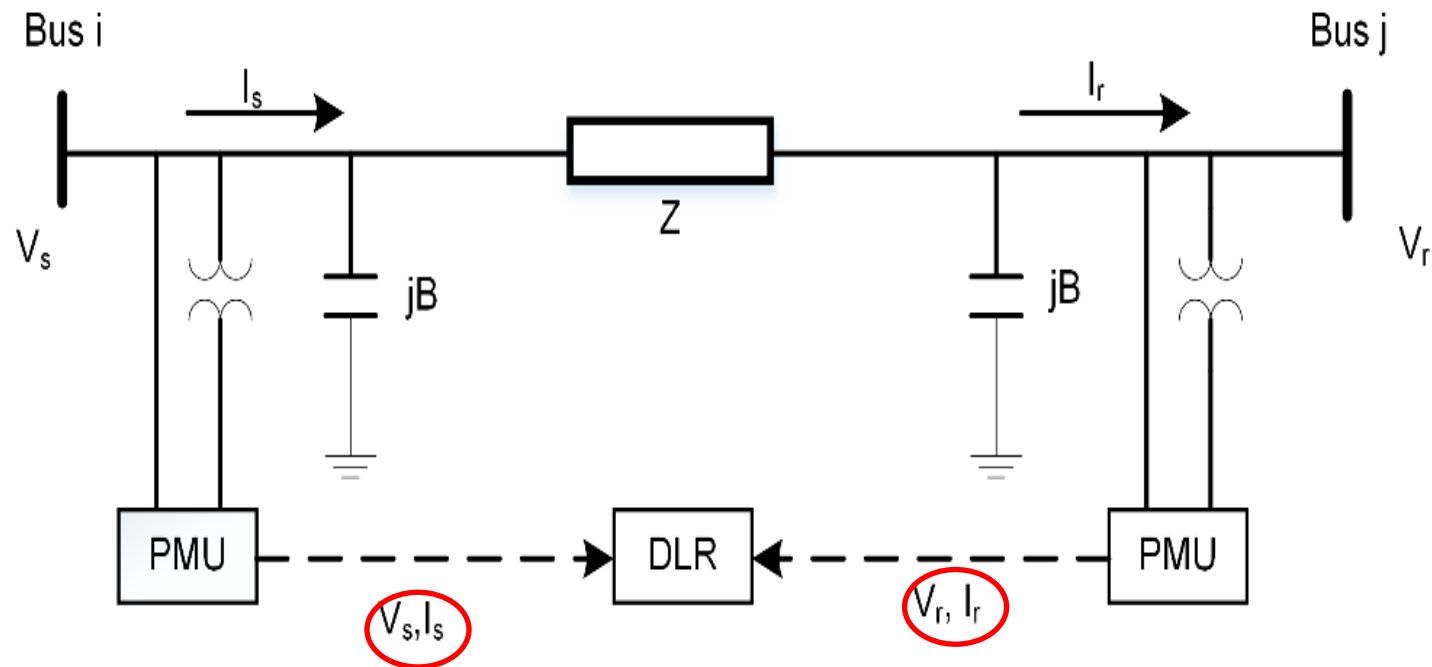 Bus i
Bus j
Is
Ir
Z
Vs
Vr
jB
jB
PMU
DLR
PMU
Vs,Is
Vr, Ir